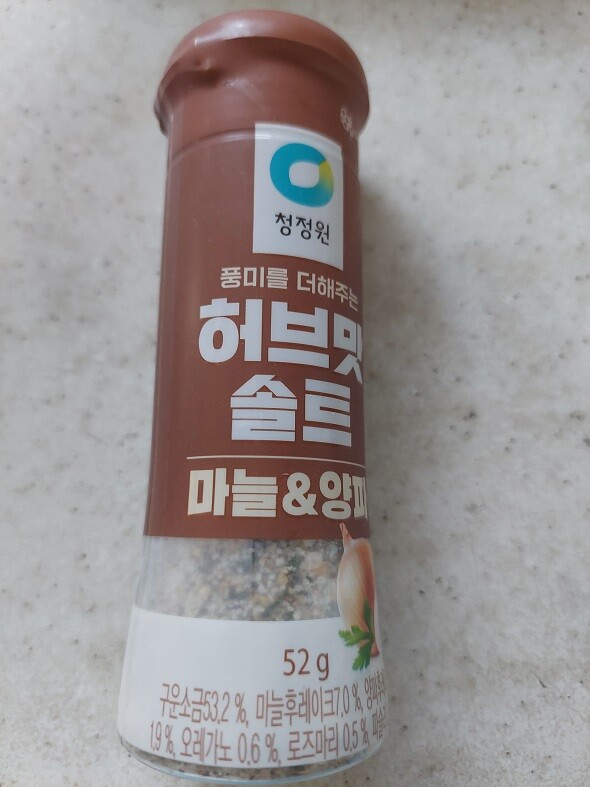 청정원
풍미를 더해주는
허브맛
솔트
마늘&양파
52 g
구운소금53.2 %, 마늘후레이크7.0 %,
1.9 %, 오레가노 0.6 %, 로즈마리 0.5 %,